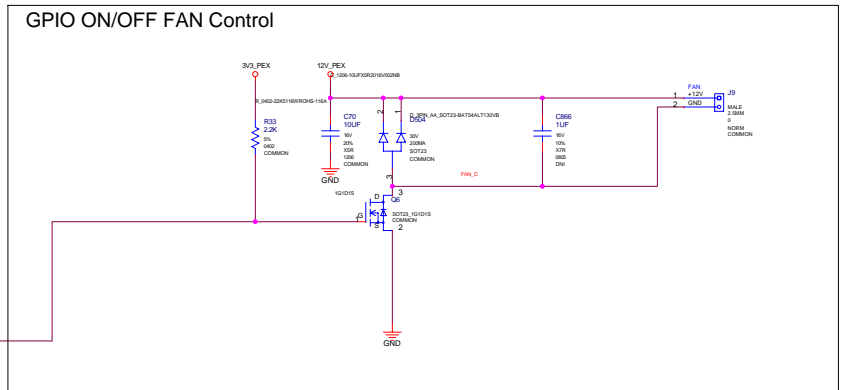 GPIO ON/OFF FAN Control
3V3_PEX
12V_PEX
C_1206-10UFX5R2016V002NB
R_0402-22K5116WROHS-116A
D_3PIN_AA_SOT23-BAT54ALT130VB
R33
2.2K
5%
0402
COMMON
C70
10UF
16V
20%
X5R
1206
COMMON
GND
2
1
D504
30V
200MA
SOT23
COMMON
3
C866
1UF
16V
10%
X7R
0805
DNI
FAN
1
+12V
2
GND
J9
MALE
2.5MM
0
NORM
COMMON
FAN_C
1G1D1S
D
3
Q6
G
1
SOT23_1G1D1S
COMMON
S
2
GND